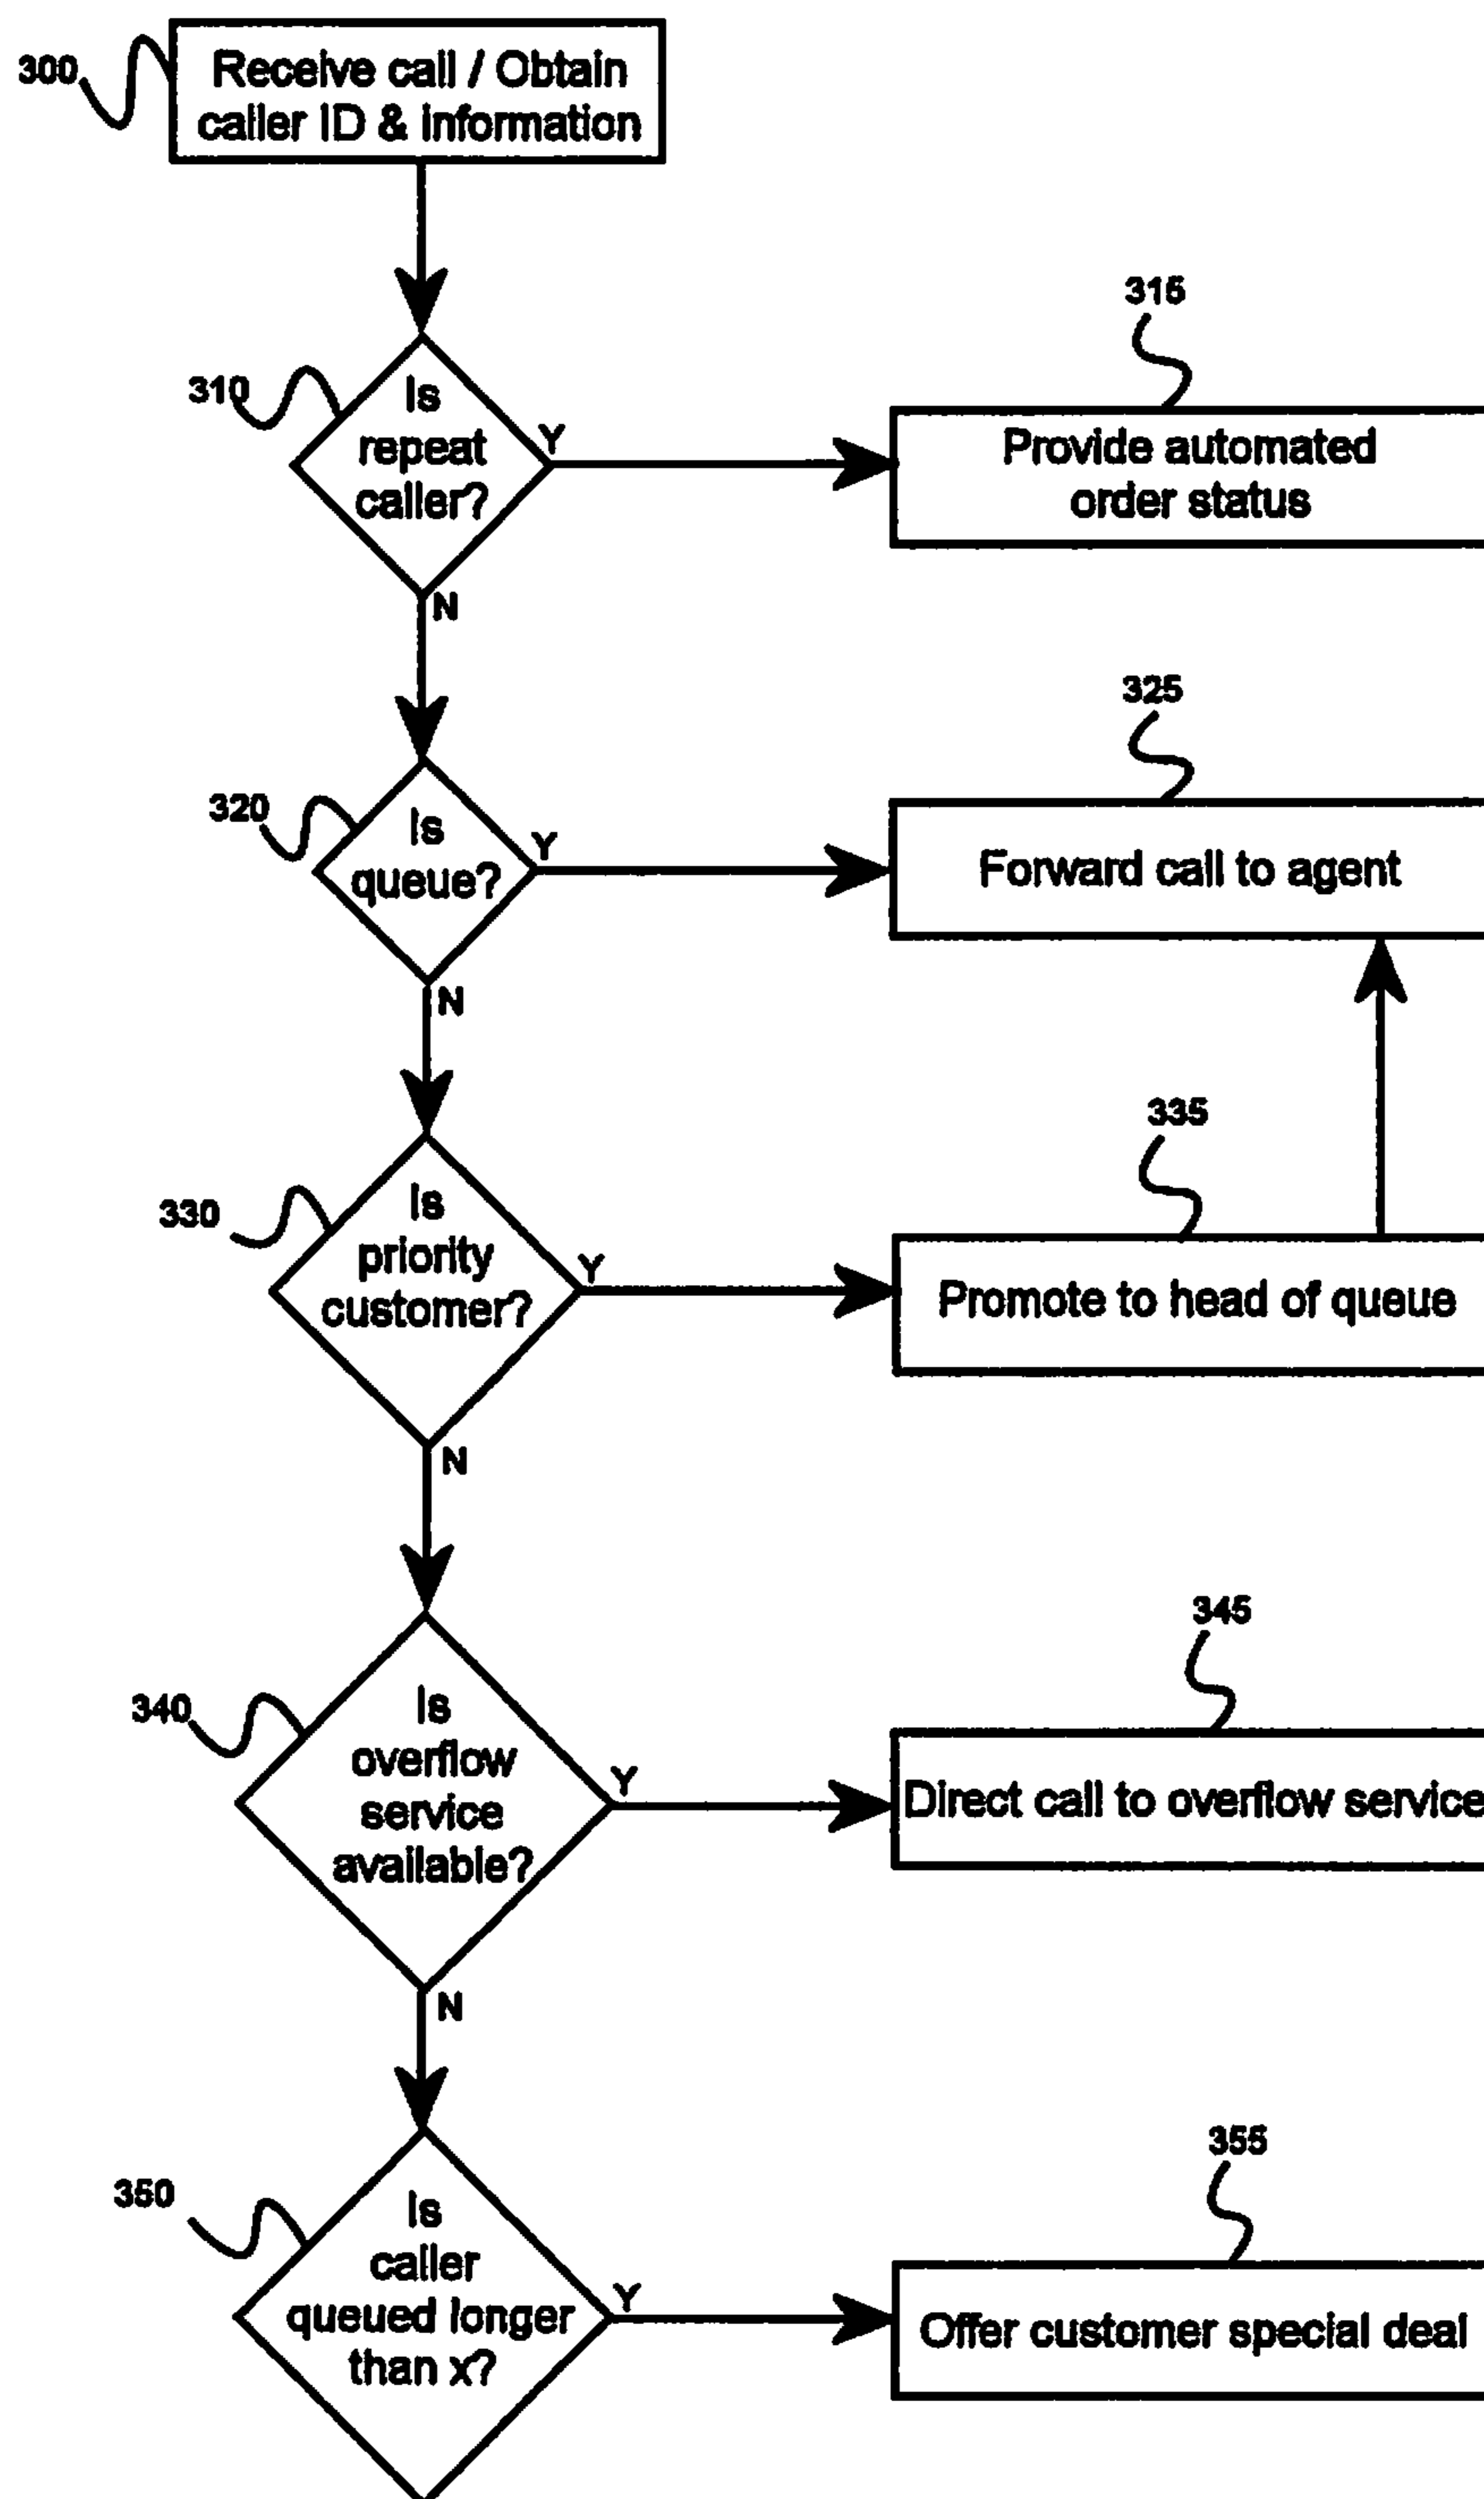 300
Receive call / Obtain
caller ID & information
310
Is
repeat
caller?
Y
N
315
Provide automated
order status
320
Is
queue?
Y
N
325
Forward call to agent
330
Is
priority
customer?
Y
N
335
Promote to head of queue
340
Is
overflow
service
available?
Y
N
345
Direct call to overflow service
350
Is
caller
queued longer
than x?
Y
355
Offer customer special deal